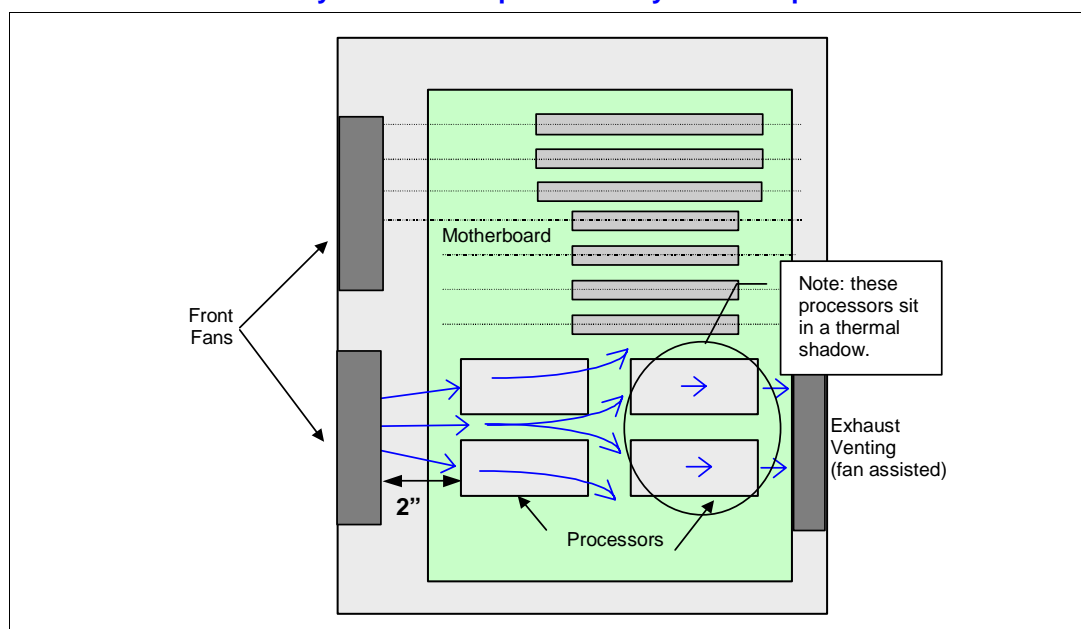 Motherboard
Note: these
processors sit
in a thermal
shadow.
Front
Fans
Exhaust
Venting
(fan assisted)
2”
Processors